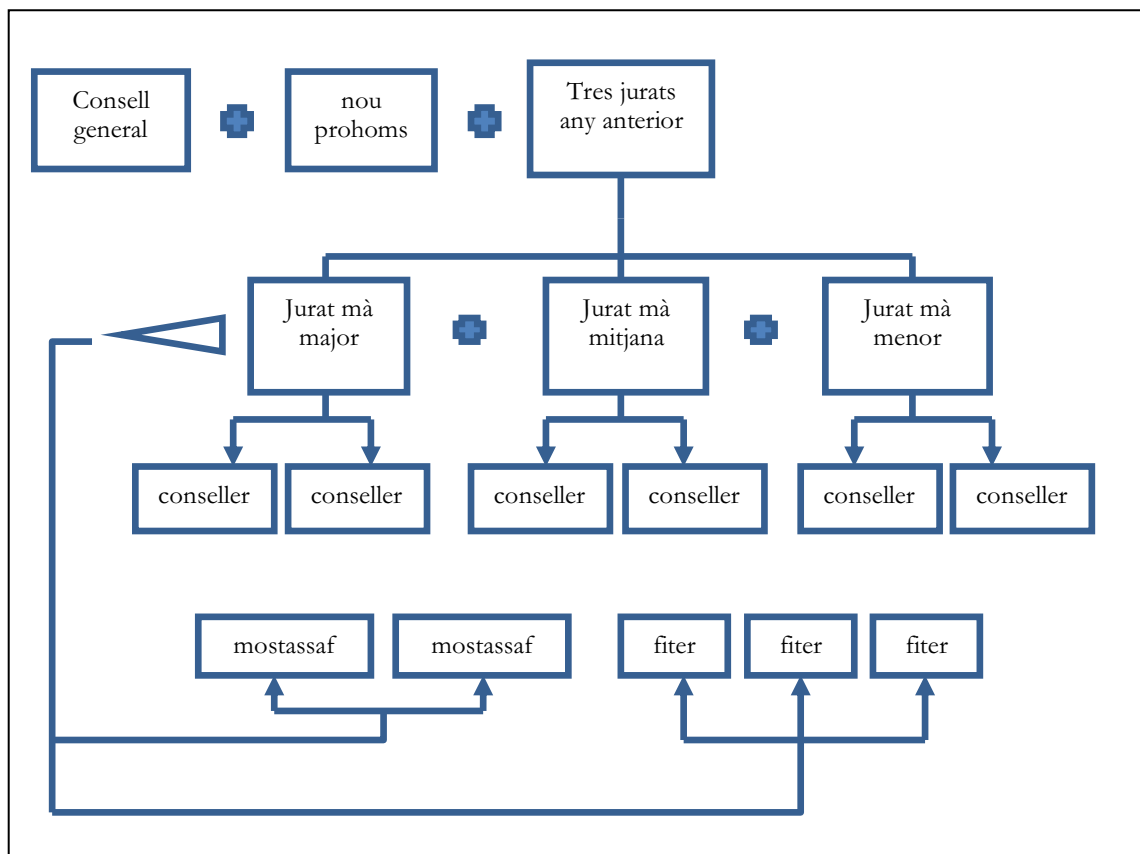 Consell
general
nou
prohoms
Tres jurats
any anterior
Jurat mà
major
Jurat mà
mitjana
Jurat mà
menor
conseller
conseller
conseller
conseller
conseller
conseller
mostassaf
mostassaf
fiter
fiter
fiter